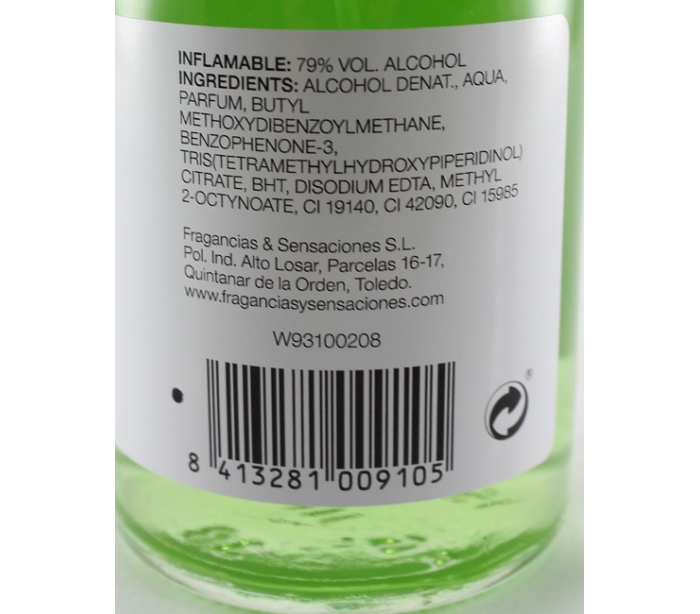 INFLAMABLE: 79% VOL. ALCOHOL
INGREDIENTS: ALCOHOL DENAT., AQUA,
PARFUM, BUTYL
METHOXYDIBENZOYLMETHANE,
BENZOPHENONE-3,
TRIS(TETRAMETHYLHYDROXYPIPERIDINOL)
CITRATE, BHT, DISODIUM EDTA, METHYL
2-OCTYNOATE, CI 19140, CI 42090, CI 15985
Fragancias & Sensaciones S.L.
Pol. Ind. Alto Losar, Parcelas 16-17,
Quintanar de la Orden, Toledo.
www.fraganciasysensaciones.com
W93100208
®
8 413281 009105